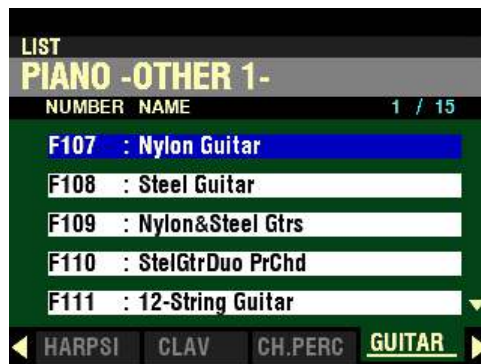 LIST
PIANO -OTHER 1-
NUMBER NAME 1 / 15
F107 : Nylon Guitar
F108 : Steel Guitar
F109 : Nylon&Steel Gtrs
F110 : StelGtrDuo PrChd
F111 : 12-String Guitar
HARPSI CLAV CH.PERC GUITAR